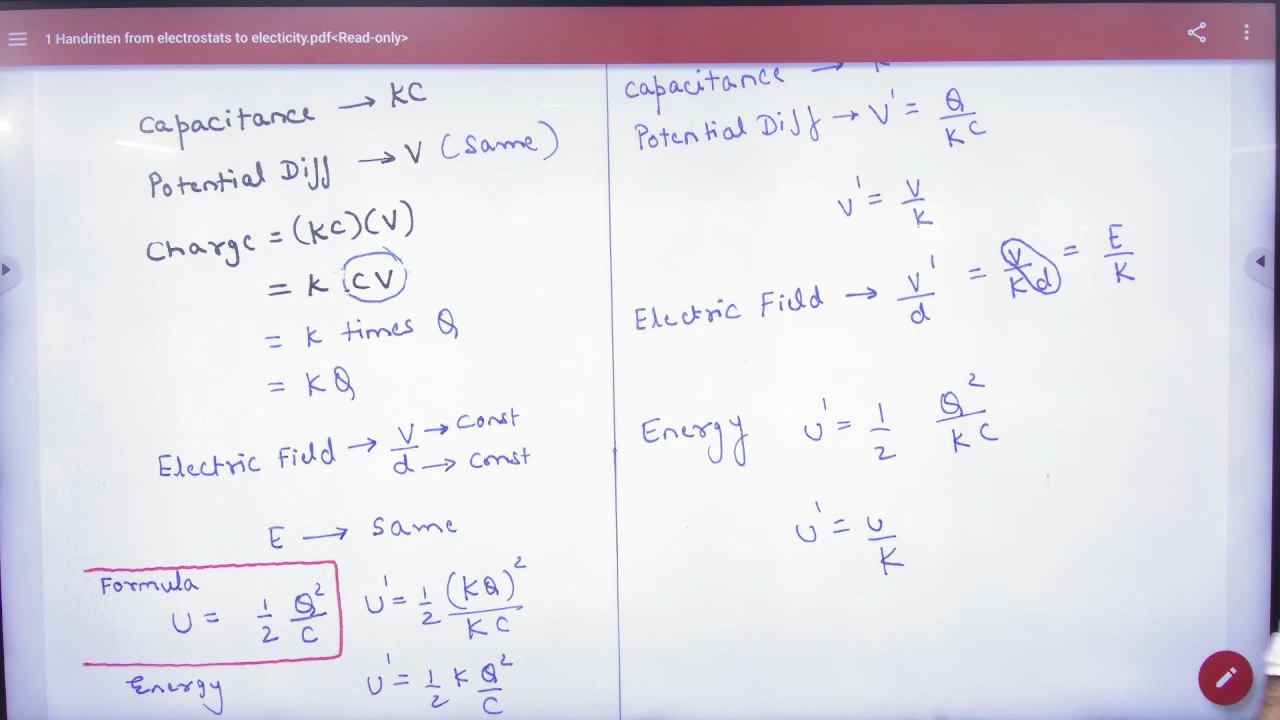 1 Handritten from electrostats to electicity.pdf<Read-only>
Capacitance → KC
Potential Diff → V (Same)
Charge = (KC)(V)
= K CV
= K times Q
= KQ
Electric Field → V/d → Const → Const
E → Same
Formula
U = 1/2 Q²/C
U' = 1/2 (KQ)²/KC
Energy
U' = 1/2 K Q²/C
Capacitance →
Potential Diff → V' = Q/KC
V' = V/K
Electric Field → V'/d = V/Kd = E/K
Energy U' = 1/2 Q²/KC
U' = U/K